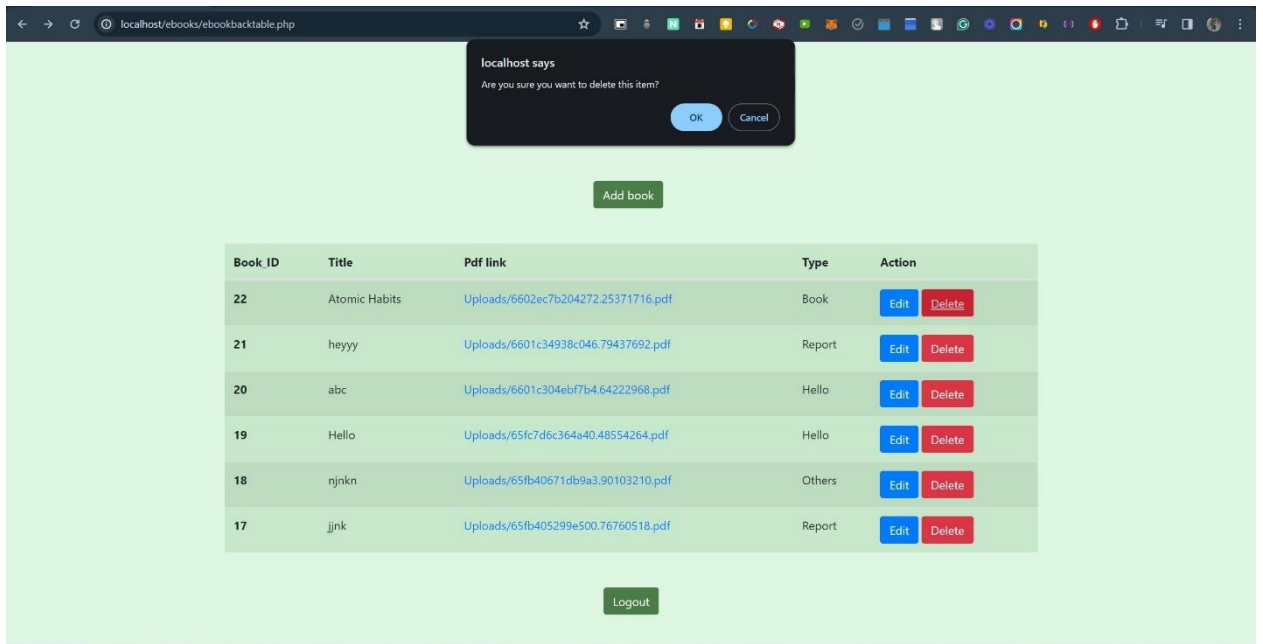 localhost/ebooks/ebookbacktable.php
localhost says
Are you sure you want to delete this item?
OK Cancel
Add book
Book_ID Title Pdf link Type Action
22 Atomic Habits Uploads/6602ec7b204272.25371716.pdf Book Edit Delete
21 heyyy Uploads/6601c34938c046.79437692.pdf Report Edit Delete
20 abc Uploads/6601c304ebf7b4.64222968.pdf Hello Edit Delete
19 Hello Uploads/65fc7d6c364a40.48554264.pdf Hello Edit Delete
18 njnkn Uploads/65fb40671db9a3.90103210.pdf Others Edit Delete
17 jjnk Uploads/65fb405299e500.76760518.pdf Report Edit Delete
Logout